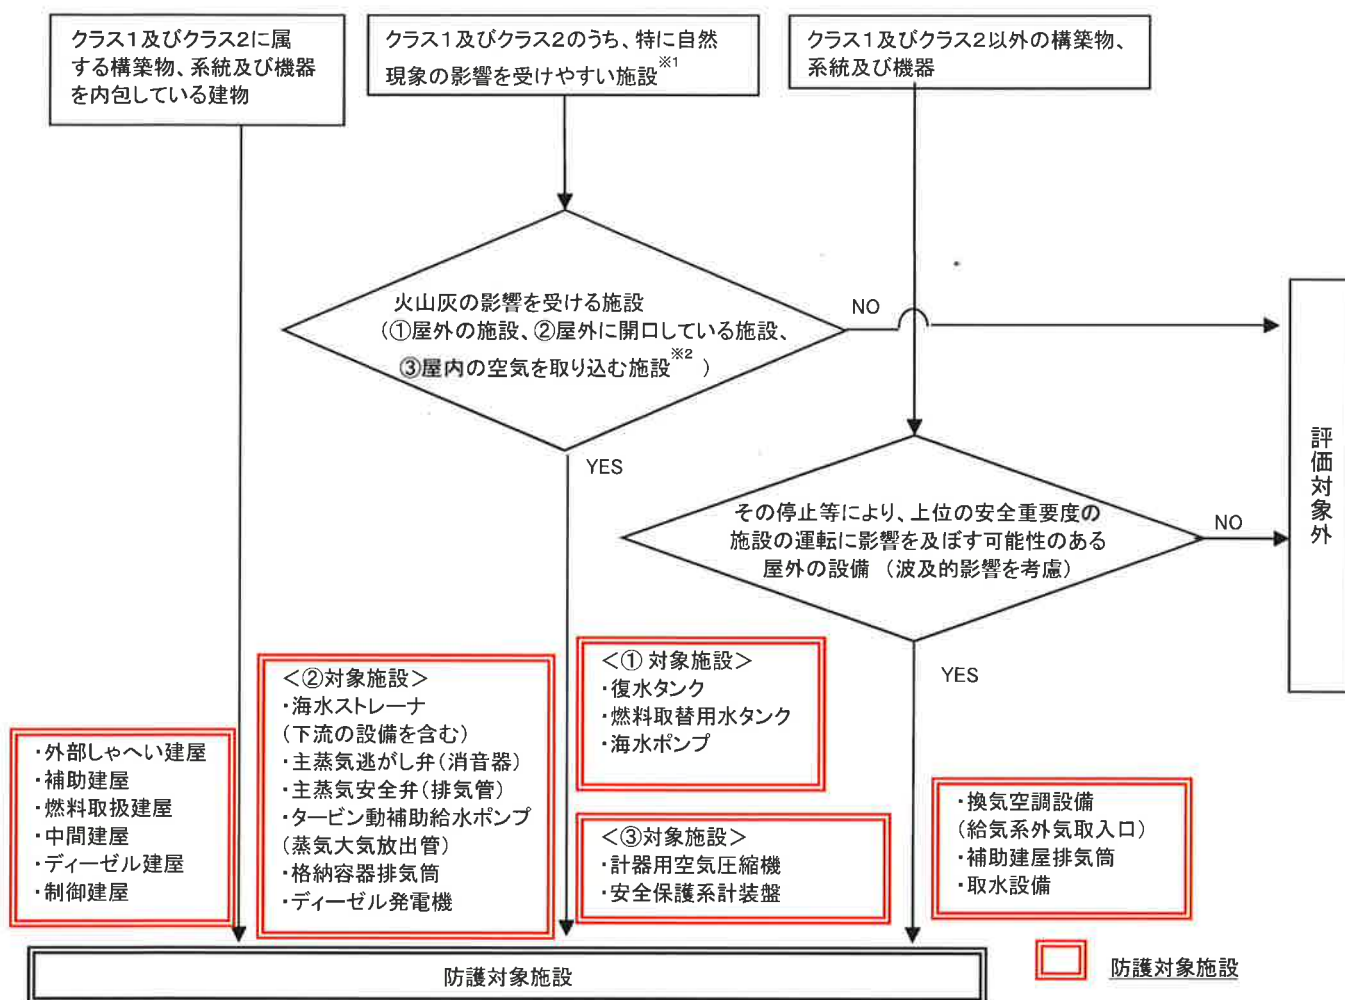 クラス1及びクラス2に属
する構築物、系統及び機器
を内包している建物
クラス1及びクラス2のうち、特に自然
現象の影響を受けやすい施設※1
クラス1及びクラス2以外の構築物、
系統及び機器
火山灰の影響を受ける施設
(①屋外の施設、②屋外に開口している施設、
③屋内の空気を取り込む施設※2 )
NO
YES
その停止等により、上位の安全重要度の
施設の運転に影響を及ぼす可能性のある
屋外の設備 (波及的影響を考慮)
NO
YES
評価対象外
・外部しゃへい建屋
・補助建屋
・燃料取扱建屋
・中間建屋
・ディーゼル建屋
・制御建屋
<②対象施設>
・海水ストレーナ
(下流の設備を含む)
・主蒸気逃がし弁(消音器)
・主蒸気安全弁(排気管)
・タービン動補助給水ポンプ
(蒸気大気放出管)
・格納容器排気筒
・ディーゼル発電機
<① 対象施設>
・復水タンク
・燃料取替用水タンク
・海水ポンプ
<③対象施設>
・計器用空気圧縮機
・安全保護系計装盤
・換気空調設備
(給気系外気取入口)
・補助建屋排気筒
・取水設備
防護対象施設
防護対象施設